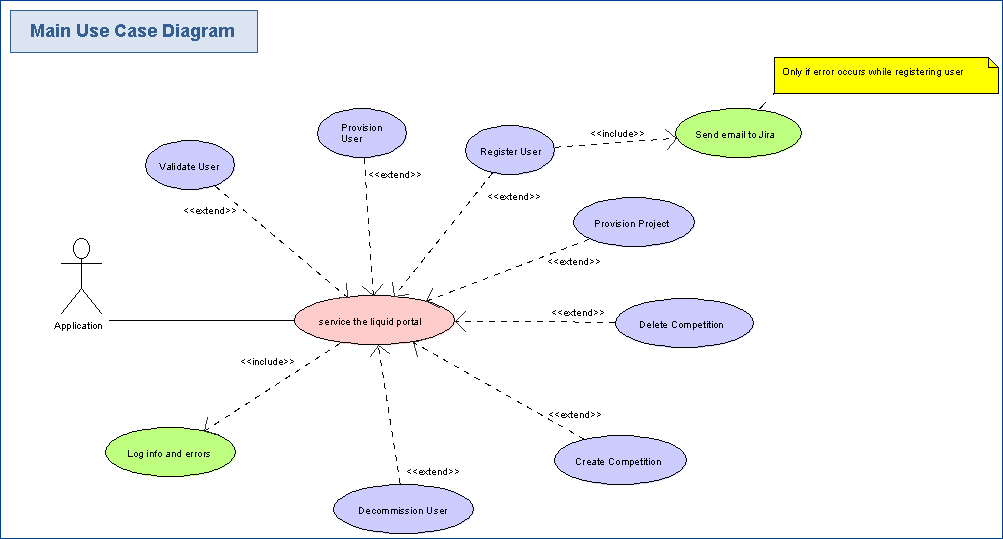 Main Use Case Diagram
Only if error occurs while registering user
Provision
User
<<include>>
Send email to Jira
Register User
Validate User
<<extend>>
<<extend>>
<<extend>>
Provision Project
<<extend>>
<<extend>>
service the liquid portal
Delete Competition
Application
<<include>>
<<extend>>
Log info and errors
Create Competition
<<extend>>
Decommission User